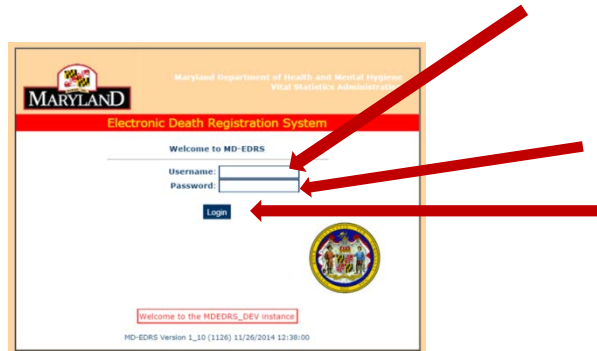 Maryland Department of Health and Mental Hygiene
Vital Statistics Administration
MARYLAND
Electronic Death Registration System
Welcome to MD-EDRS
Username:
Password:
Login
Welcome to the MDEDRS_DEV instance
MD-EDRS Version 1_10 (1126) 11/26/2014 12:38:00